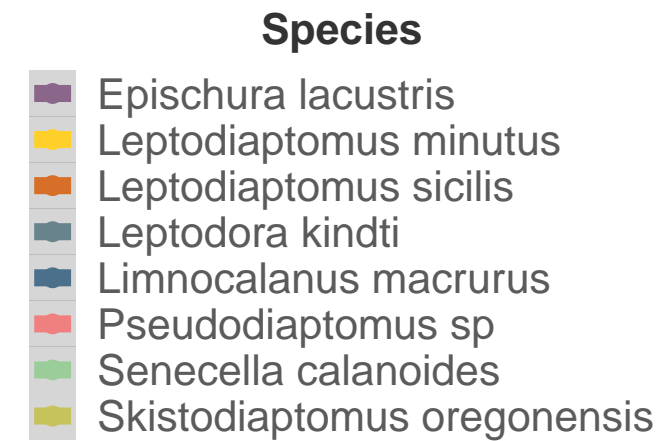 Species
Epischura lacustris
Leptodiaptomus minutus
Leptodiaptomus sicilis
Leptodora kindti
Limnocalanus macrurus
Pseudodiaptomus sp
Senecella calanoides
Skistodiaptomus oregonensis